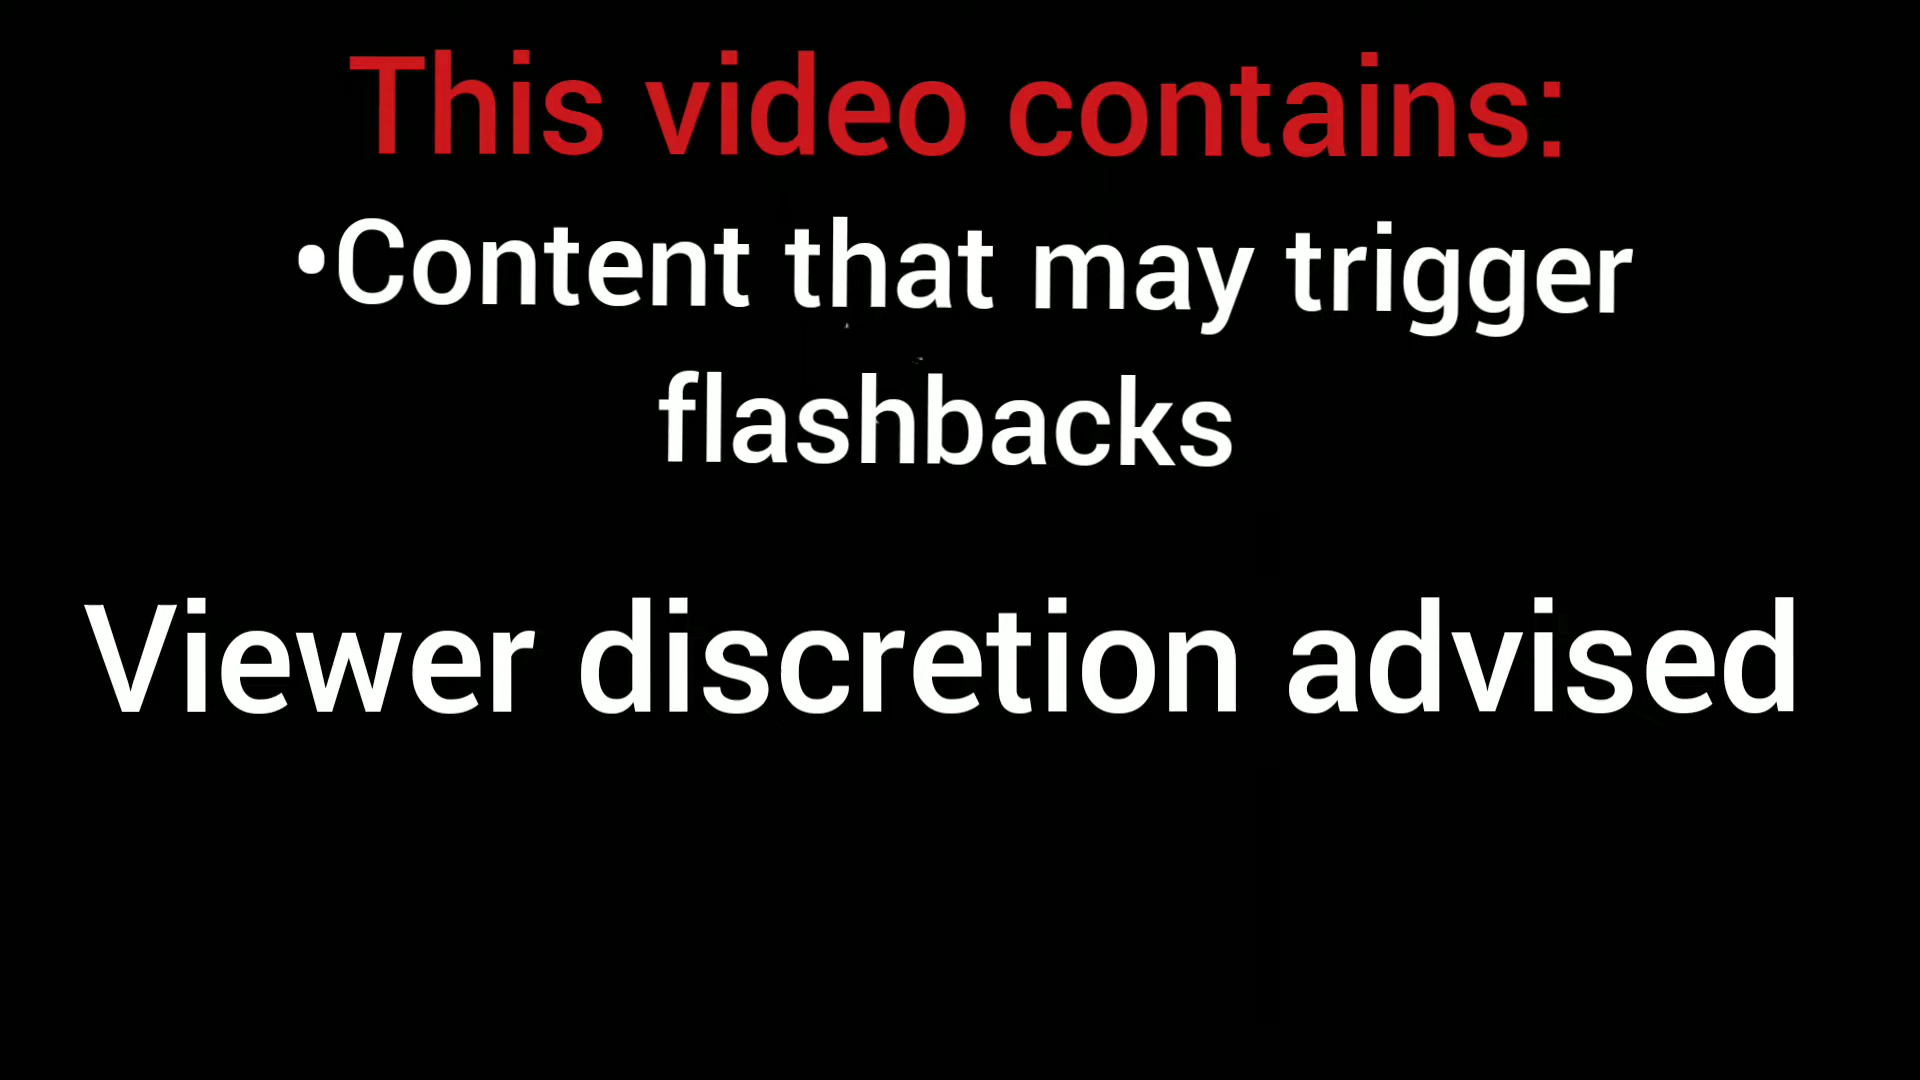 This video contains:
•Content that may trigger
flashbacks
Viewer discretion advised